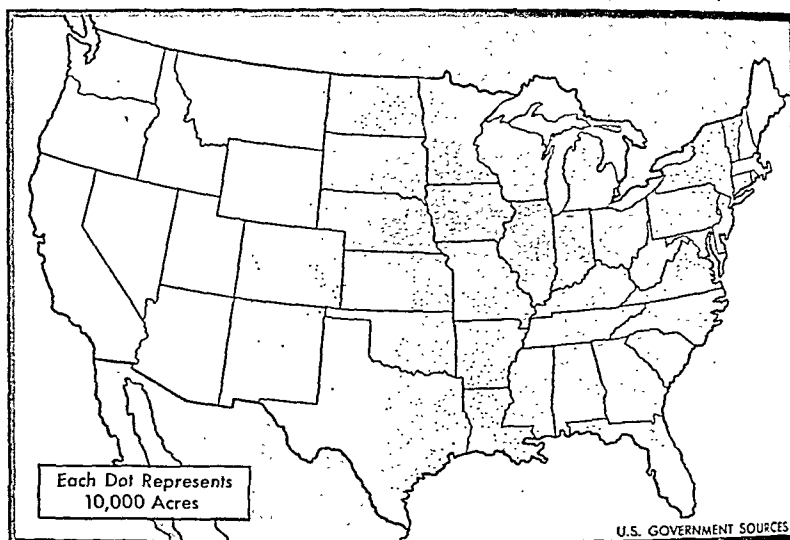 Each Dot Represents
10,000 Acres
U.S. GOVERNMENT SOURCES